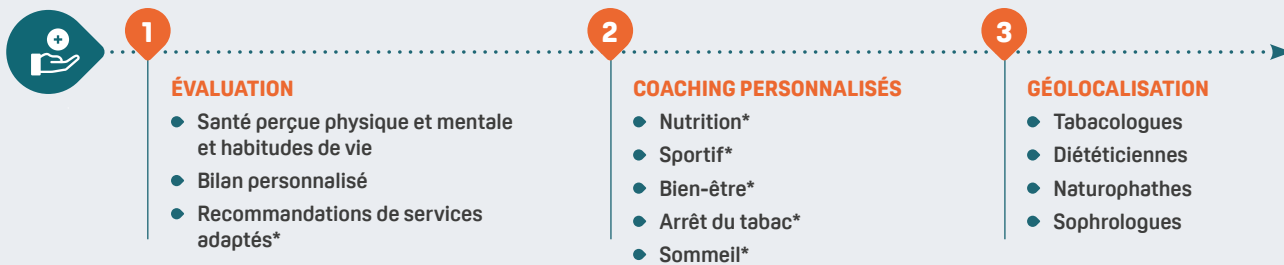 1
ÉVALUATION
Santé perçue physique et mentale
et habitudes de vie
Bilan personnalisé
Recommandations de services
adaptés*
2
COACHING PERSONNALISÉS
Nutrition*
Sportif*
Bien-être*
Arrêt du tabac*
Sommeil*
3
GÉOLOCALISATION
Tabacologues
Diététiciennes
Naturophathes
Sophrologues